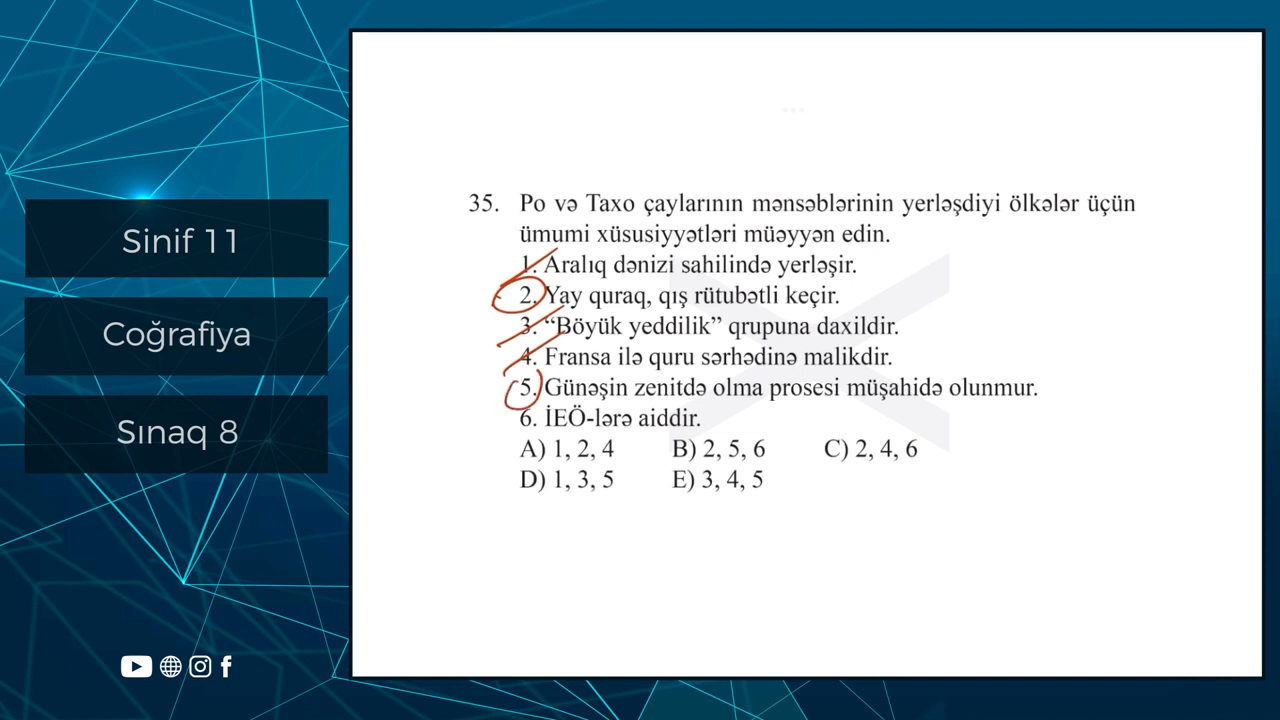 Sinif 11
Coğrafiya
Sınaq 8
35. Po və Taxo çaylarının mənsəblərinin yerləşdiyi ölkələr üçün
ümumi xüsusiyyətləri müəyyən edin.
1. Aralıq dənizi sahilində yerləşir.
2. Yay quraq, qış rütubətli keçir.
3. “Böyük yeddilik” qrupuna daxildir.
4. Fransa ilə quru sərhədinə malikdir.
5. Günəşin zenitdə olma prosesi müşahidə olunmur.
6. İEÖ-lərə aiddir.
A) 1, 2, 4 B) 2, 5, 6 C) 2, 4, 6
D) 1, 3, 5 E) 3, 4, 5